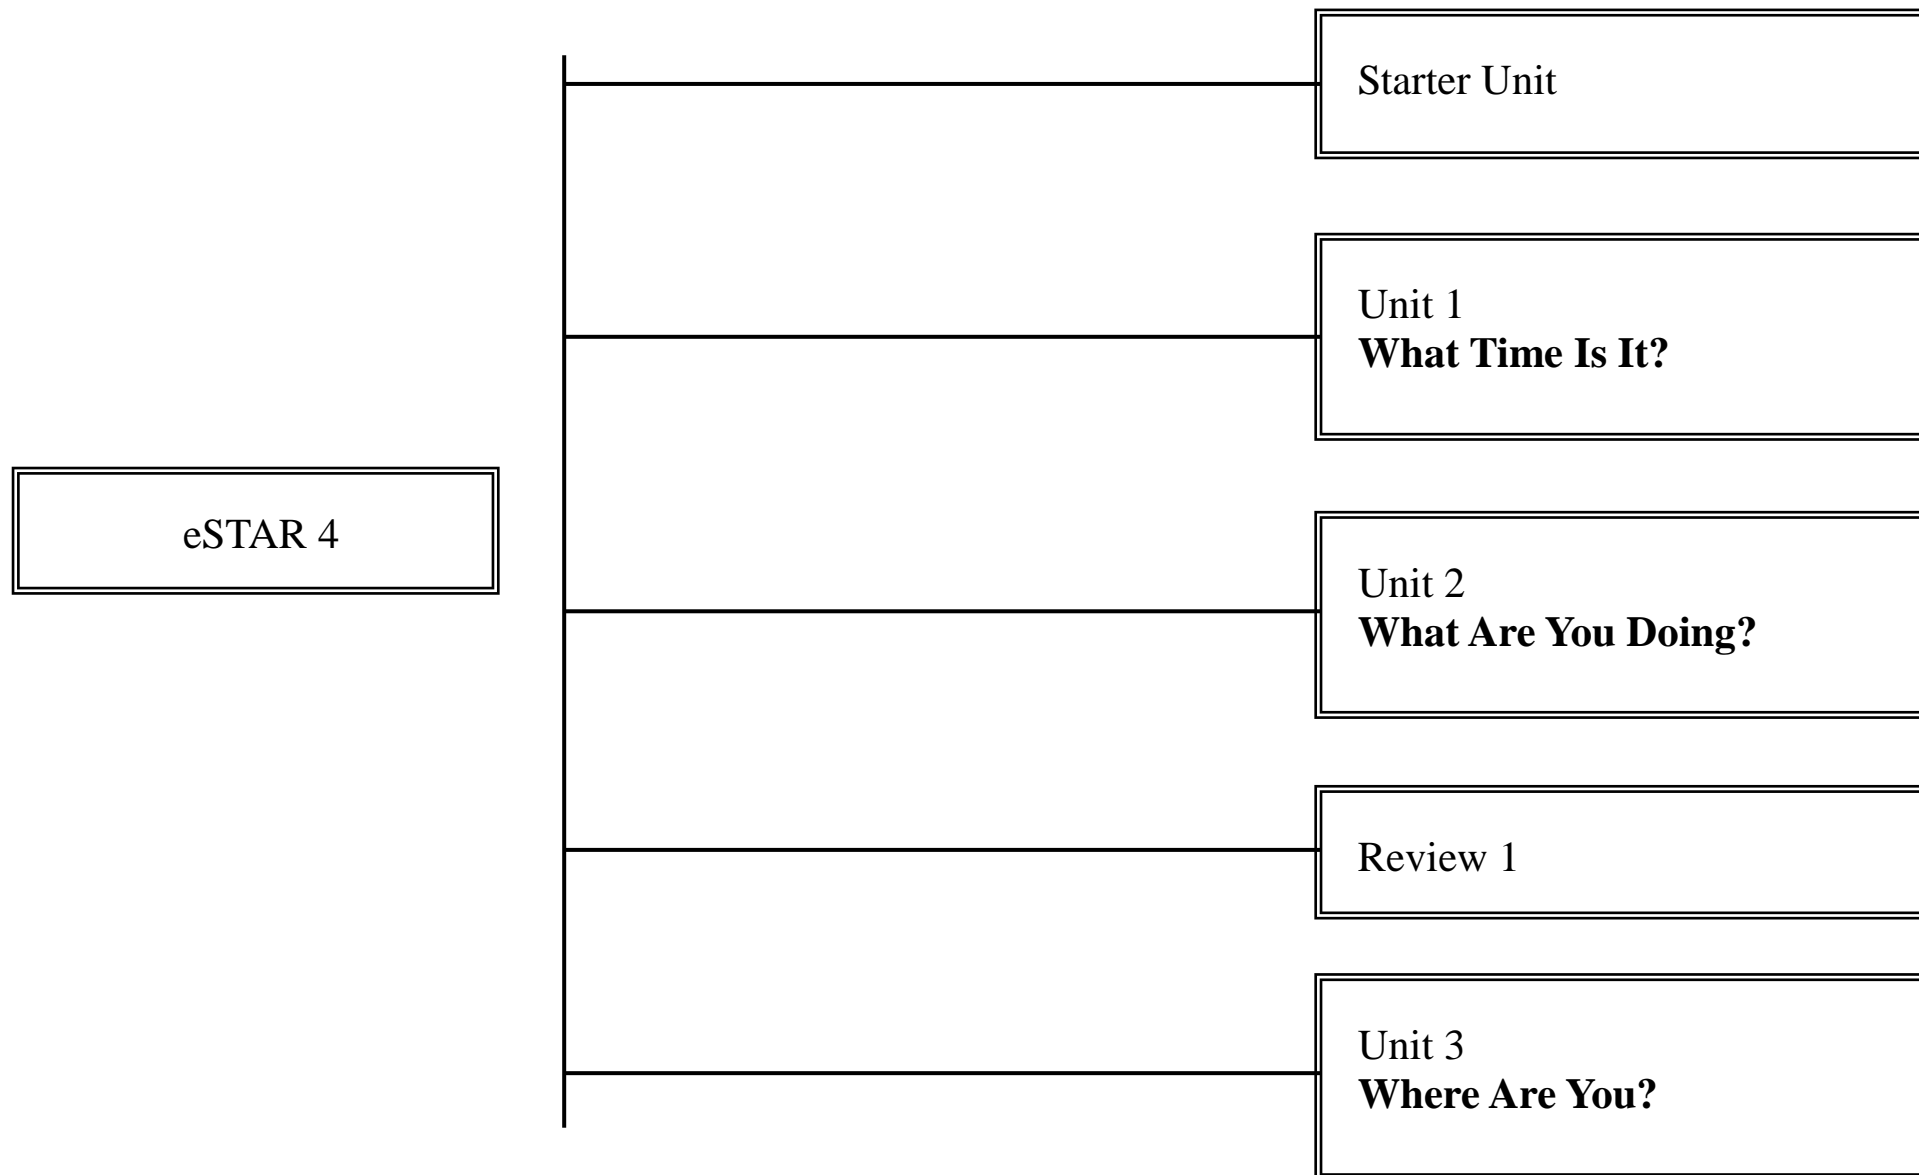 Starter Unit
Unit 1
What Time Is It?
eSTAR 4
Unit 2
What Are You Doing?
Review 1
Unit 3
Where Are You?